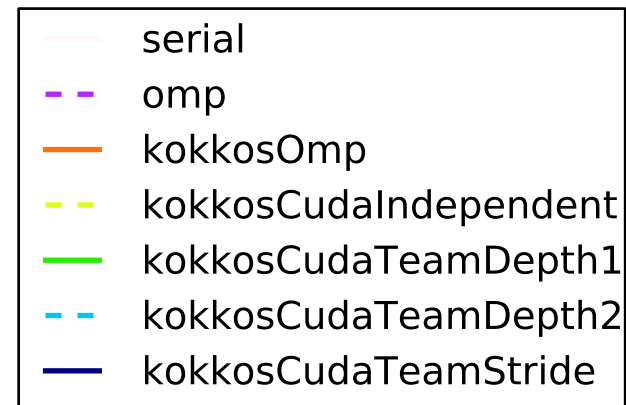 serial
omp
kokkosOmp
kokkosCudaIndependent
kokkosCudaTeamDepth1
kokkosCudaTeamDepth2
kokkosCudaTeamStride